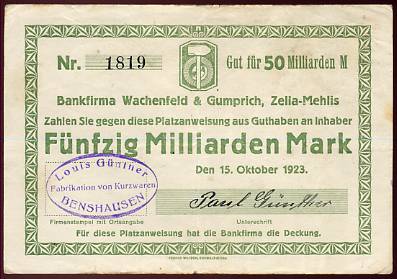 Nr. 1819
Gut für 50 Milliarden M
Bankfirma Wachenfeld & Gumprich, Zella-Mehlis
Zahlen Sie gegen diese Platzanweisung aus Guthaben an Inhaber
Fünfzig Milliarden Mark
Den 15. Oktober 1923.
Louis Günther
Fabrikation von Kurzwaren
BENSHAUSEN
Paul Günther
Firmenstempel mit Ortsangabe
Unterschrift
Für diese Platzanweisung hat die Bankfirma die Deckung.